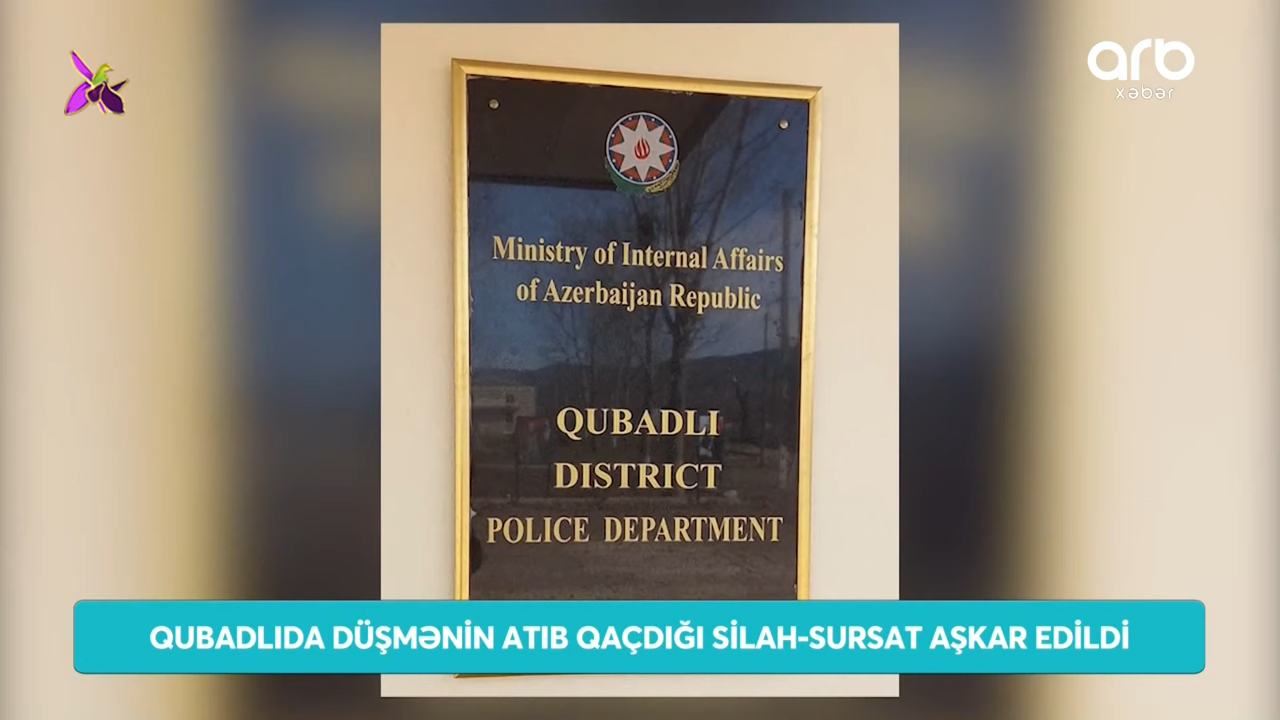 arb
xəbər
Ministry of Internal Affairs
of Azerbaijan Republic
QUBADLI
DISTRICT
POLICE DEPARTMENT
QUBADLIDA DÜŞMƏNİN ATIB QAÇDIĞI SİLAH-SURSAT AŞKAR EDİLDİ